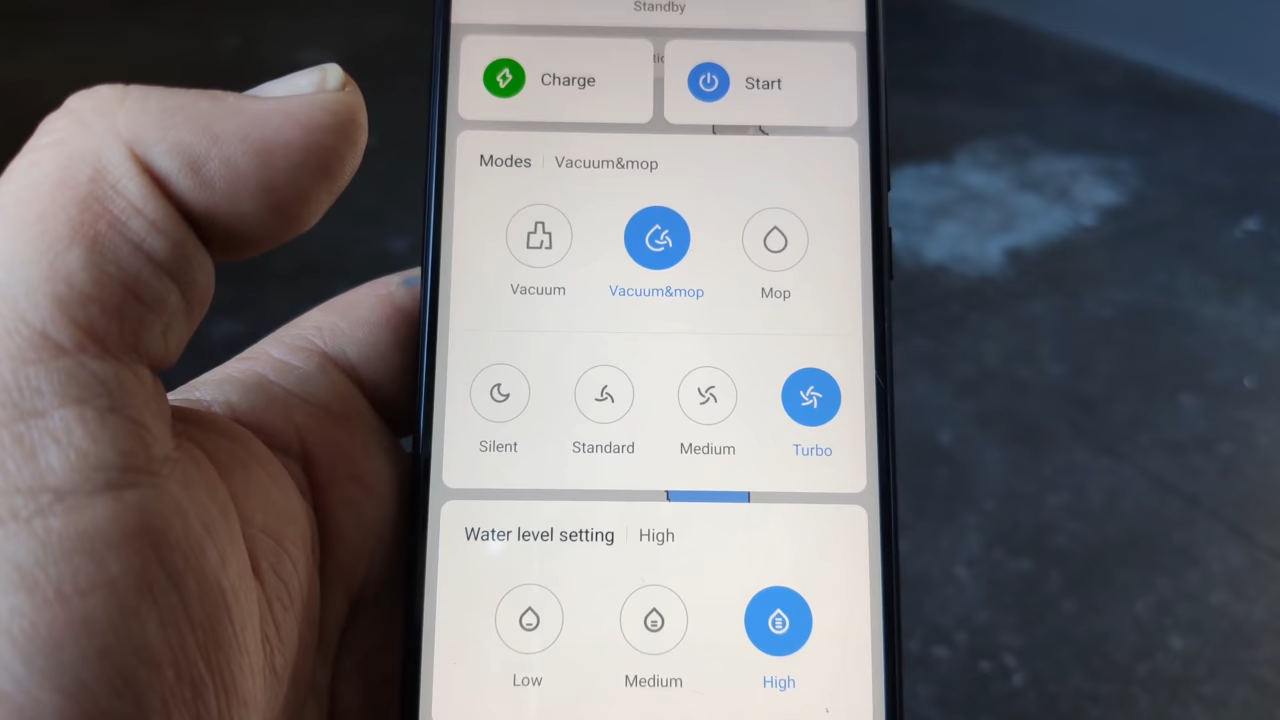 Standby
Charge
Start
Modes | Vacuum&mop
Vacuum
Vacuum&mop
Mop
Silent
Standard
Medium
Turbo
Water level setting | High
Low
Medium
High